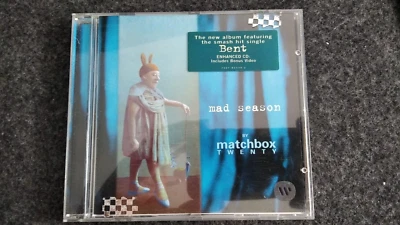 The new album featuring
the smash hit single
Bent
ENHANCED CD:
Includes Bonus Video
mad season
BY
matchbox
TWENTY